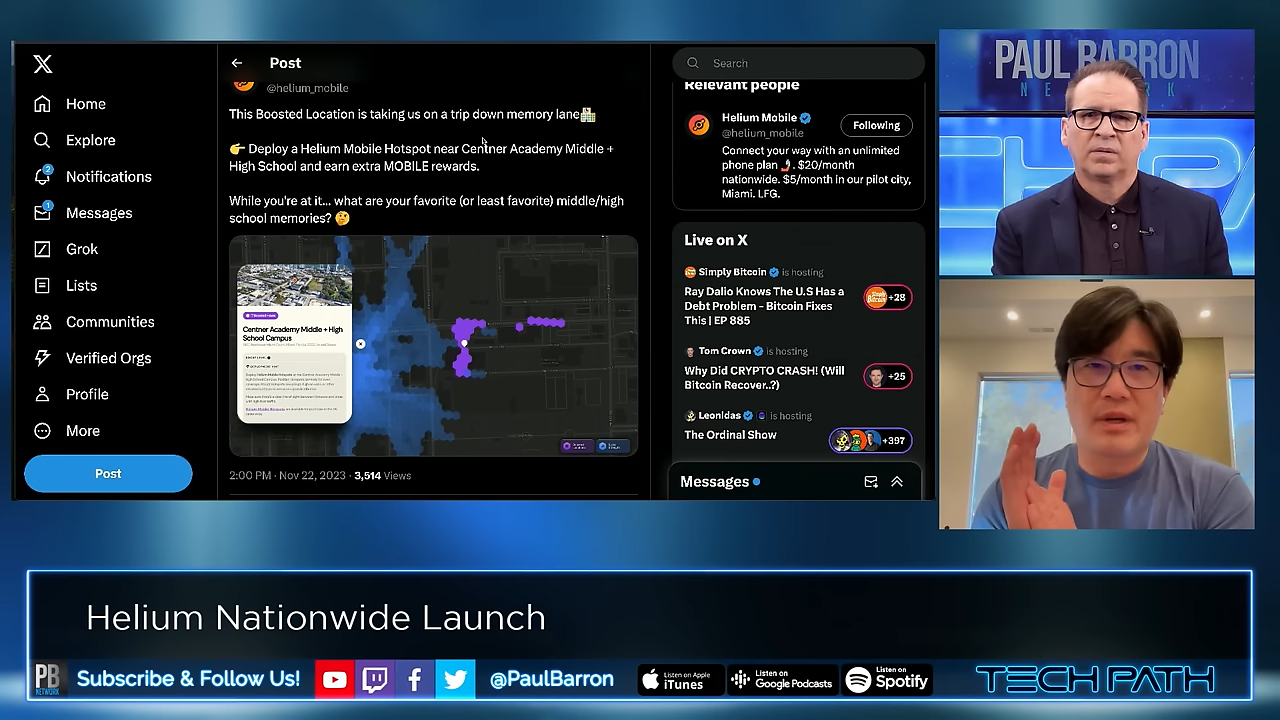 Post
@helium_mobile
This Boosted Location is taking us on a trip down memory lane🏫
👉 Deploy a Helium Mobile Hotspot near Centner Academy Middle +
High School and earn extra MOBILE rewards.
While you're at it... what are your favorite (or least favorite) middle/high
school memories? 🤔
Centner Academy Middle + High
School Campus
2:00 PM · Nov 22, 2023 · 3,514 Views
Home
Explore
2
Notifications
1
Messages
Grok
Lists
Communities
Verified Orgs
Profile
More
Post
Search
Relevant people
Helium Mobile
@helium_mobile
Following
Connect your way with an unlimited
phone plan 🤳. $20/month
nationwide. $5/month in our pilot city,
Miami. LFG.
Live on X
Simply Bitcoin is hosting
Ray Dalio Knows The U.S Has a
Debt Problem - Bitcoin Fixes
This | EP 885
+28
Tom Crown is hosting
Why Did CRYPTO CRASH! (Will
Bitcoin Recover..?)
+25
Leonidas is hosting
The Ordinal Show
+397
Messages
PAUL BARRON
Helium Nationwide Launch
PB
NETWORK
Subscribe & Follow Us!
@PaulBarron
Listen on Apple
iTunes
Listen on
Google Podcasts
Listen on
Spotify
TECH PATH